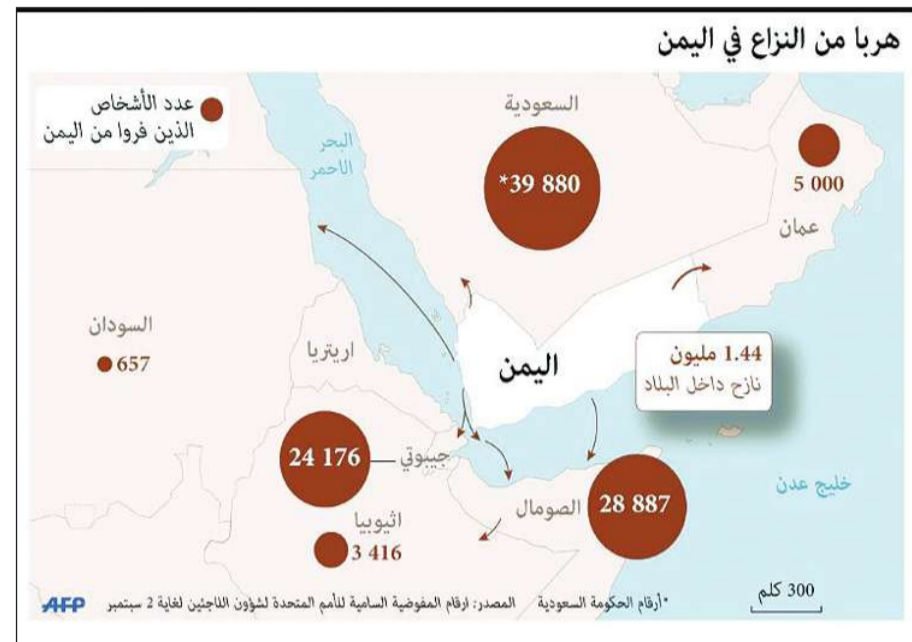 هربا من النزاع في اليمن
عدد الأشخاص
الذين فروا من اليمن
البحر
الاحمر
السعودية
*39 880
5 000
عمان
السودان
657
اريتريا
اليمن
1.44 مليون
نازح داخل البلاد
24 176
جيبوتي
خليج عدن
الصومال
28 887
اثيوبيا
3 416
300 كلم
*أرقام الحكومة السعودية
المصدر: ارقام المفوضية السامية للأمم المتحدة لشؤون اللاجئين لغاية 2 سبتمبر
AFP